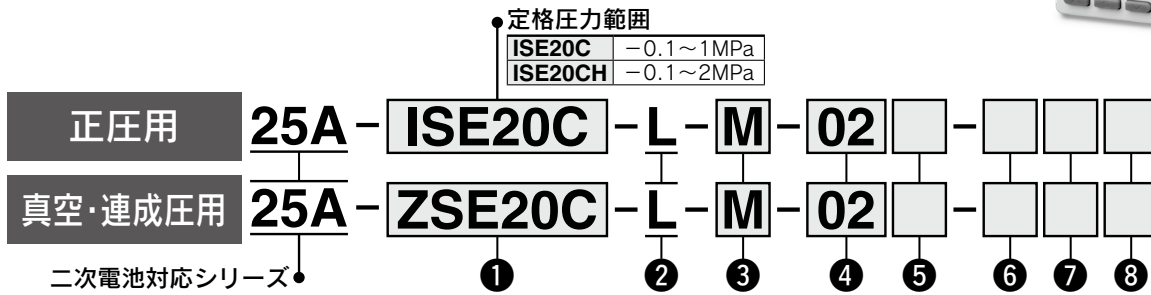 定格圧力範囲
ISE20C －0.1～1MPa
ISE20CH －0.1～2MPa
正圧用 25A－ISE20C－L－M－02□－□□□
真空・連成圧用 25A－ZSE20C－L－M－02□－□□□
二次電池対応シリーズ ❶ ❷ ❸ ❹ ❺ ❻ ❼ ❽